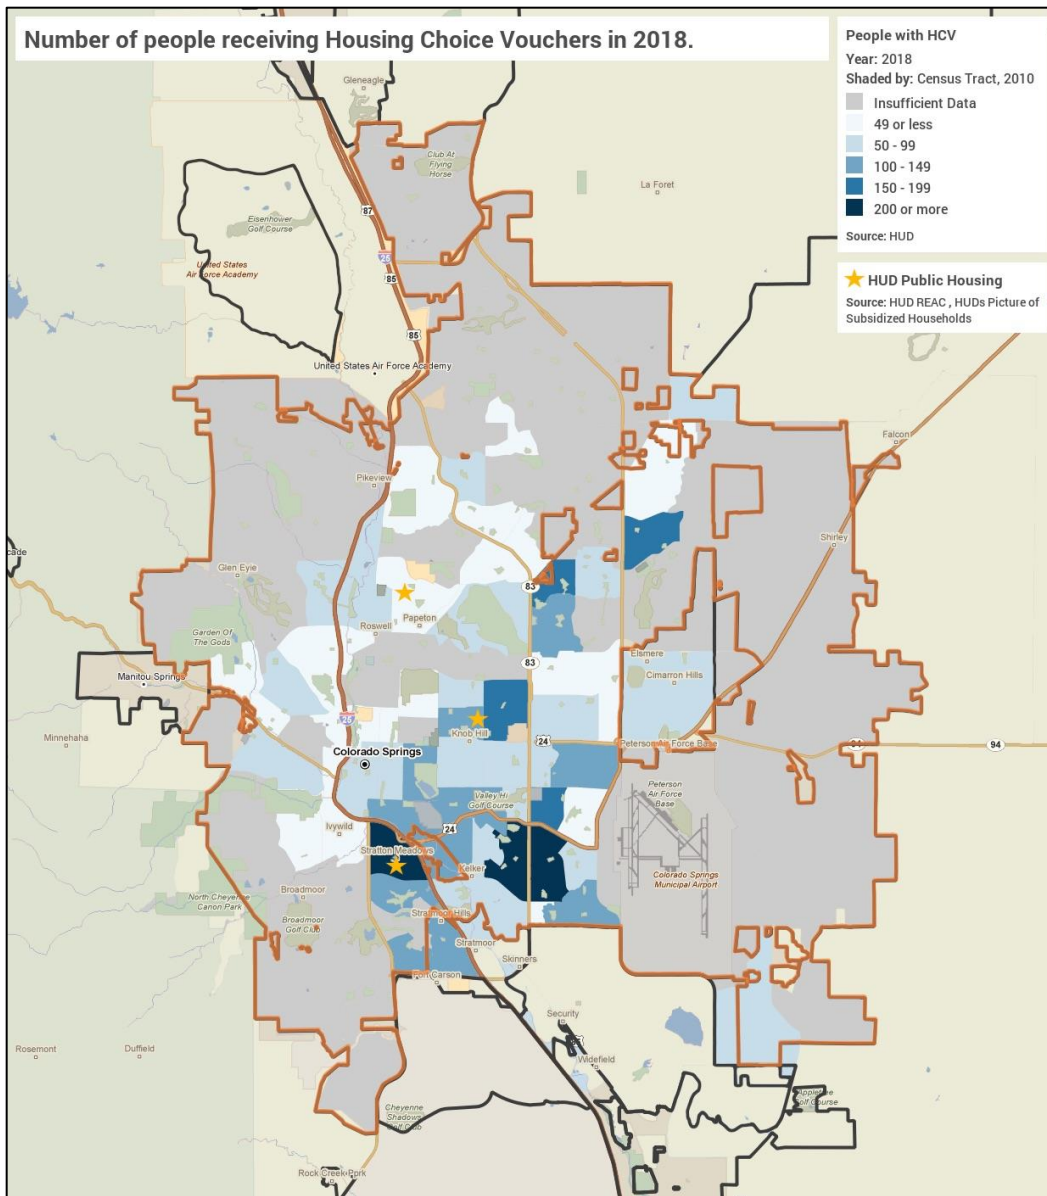 Number of people receiving Housing Choice Vouchers in 2018.
People with HCV
Year: 2018
Shaded by: Census Tract, 2010
Insufficient Data
49 or less
50 - 99
100 - 149
150 - 199
200 or more
Source: HUD
HUD Public Housing
Source: HUD REAC , HUDs Picture of
Subsidized Households
Gleneagle
Club At
Flying
Horse
La Foret
87
Eisenhower
Golf Course
25
United States
Air Force Academy
85
85
United States Air Force Academy
Falcon
Pikeview
Shirley
cade
Glen Eyie
83
Papeton
Roswell
Garden Of
The Gods
Elsmere
83
Cimarron Hills
Manitou Springs
25
Minnehaha
Knob Hill
24
Peterson Air Force Base
94
94
Colorado Springs
Peterson
Air Force
Base
Valley Hi
Golf Course
Ivywild
24
Stratton Meadows
Kelker
Colorado Springs
Municipal Airport
Broadmoor
North Cheyenne
Canon Park
Broadmoor
Golf Club
Stratmoor Hills
Stratmoor
Skinners
Fort Carson
Security
Rosemont
Duffield
Widefield
Appletree
Golf Course
Cheyenne
Shadows
Golf Club
Rock Creek Park